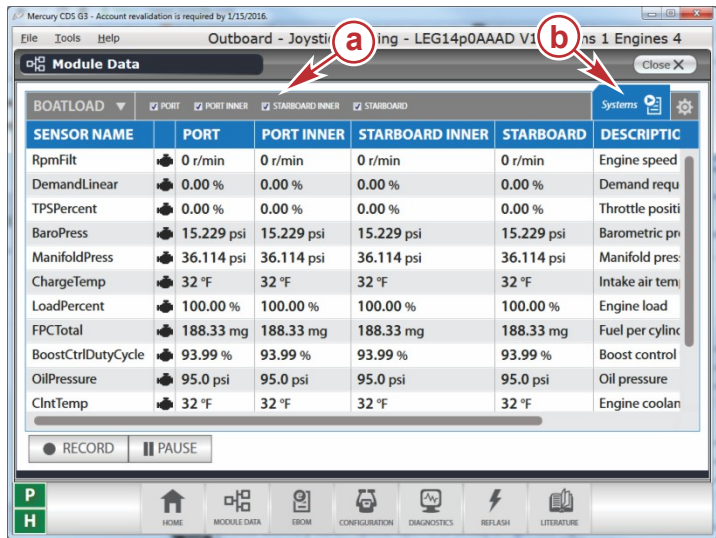 Mercury CDS G3 - Account revalidation is required by 1/15/2016.
File Tools Help Outboard - Joystic ing - LEG14p0AAAD V1 s 1 Engines 4
a b
Module Data Close X
BOATLOAD ▼ PORT PORT INNER STARBOARD INNER STARBOARD Systems
SENSOR NAME PORT PORT INNER STARBOARD INNER STARBOARD DESCRIPTIC
RpmFilt 0 r/min 0 r/min 0 r/min 0 r/min Engine speed
DemandLinear 0.00 % 0.00 % 0.00 % 0.00 % Demand requ
TPSPercent 0.00 % 0.00 % 0.00 % 0.00 % Throttle positi
BaroPress 15.229 psi 15.229 psi 15.229 psi 15.229 psi Barometric pre
ManifoldPress 36.114 psi 36.114 psi 36.114 psi 36.114 psi Manifold pres
ChargeTemp 32 °F 32 °F 32 °F 32 °F Intake air tem
LoadPercent 100.00 % 100.00 % 100.00 % 100.00 % Engine load
FPCTotal 188.33 mg 188.33 mg 188.33 mg 188.33 mg Fuel per cylinc
BoostCtrlDutyCycle 93.99 % 93.99 % 93.99 % 93.99 % Boost control
OilPressure 95.0 psi 95.0 psi 95.0 psi 95.0 psi Oil pressure
ClntTemp 32 °F 32 °F 32 °F 32 °F Engine coolan
RECORD PAUSE
P
H
HOME MODULE DATA EBOM CONFIGURATION DIAGNOSTICS REFLASH LITERATURE